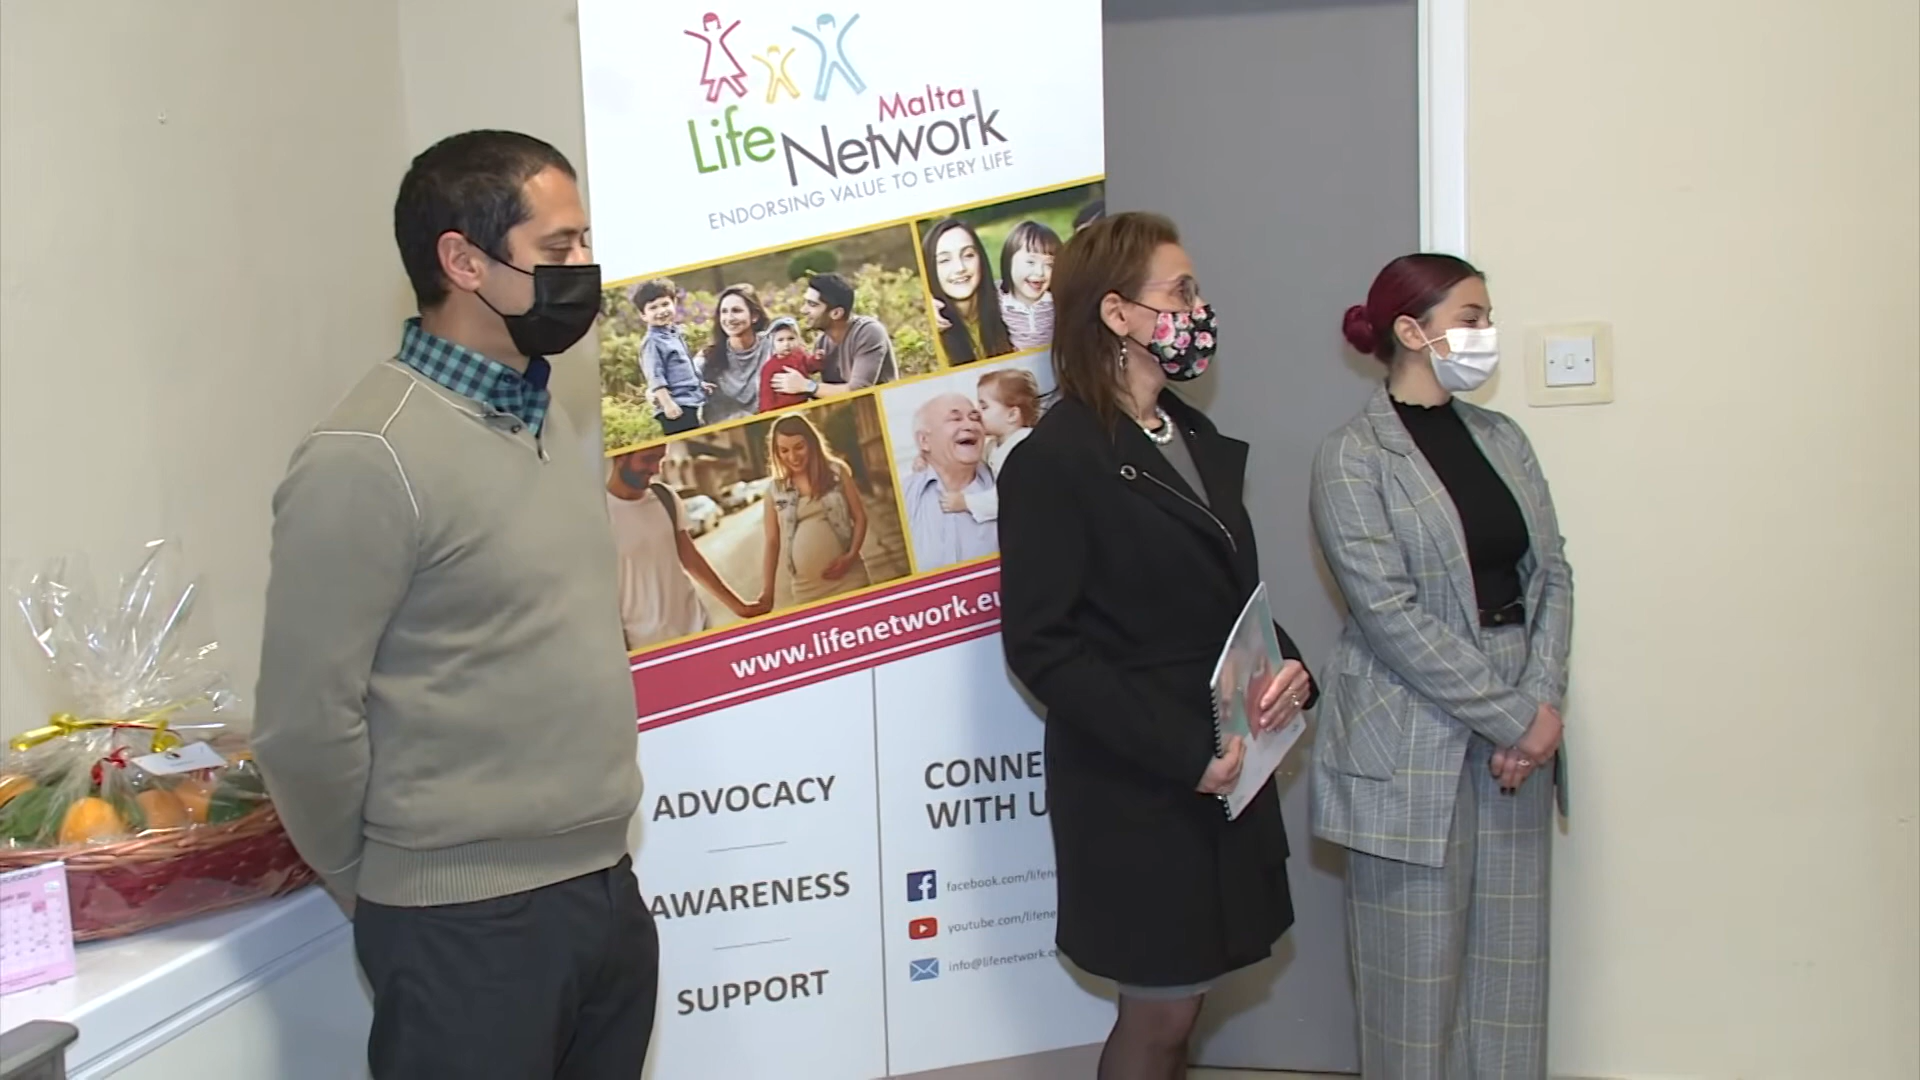 Malta
Life Network
ENDORSING VALUE TO EVERY LIFE
www.lifenetwork.eu
ADVOCACY
AWARENESS
SUPPORT
CONNE
WITH U
facebook.com/lifen
youtube.com/lifene
info@lifenetwork.e